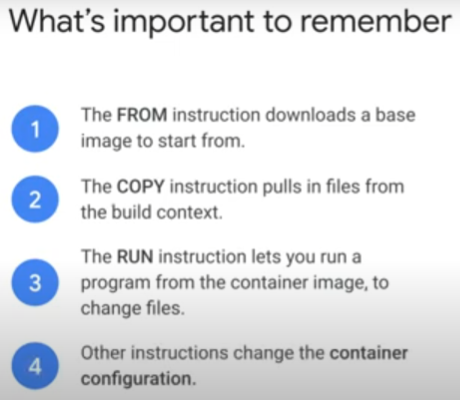 What's important to remember
1
The FROM instruction downloads a base
image to start from.
2
The COPY instruction pulls in files from
the build context.
3
The RUN instruction lets you run a
program from the container image, to
change files.
4
Other instructions change the container
configuration.